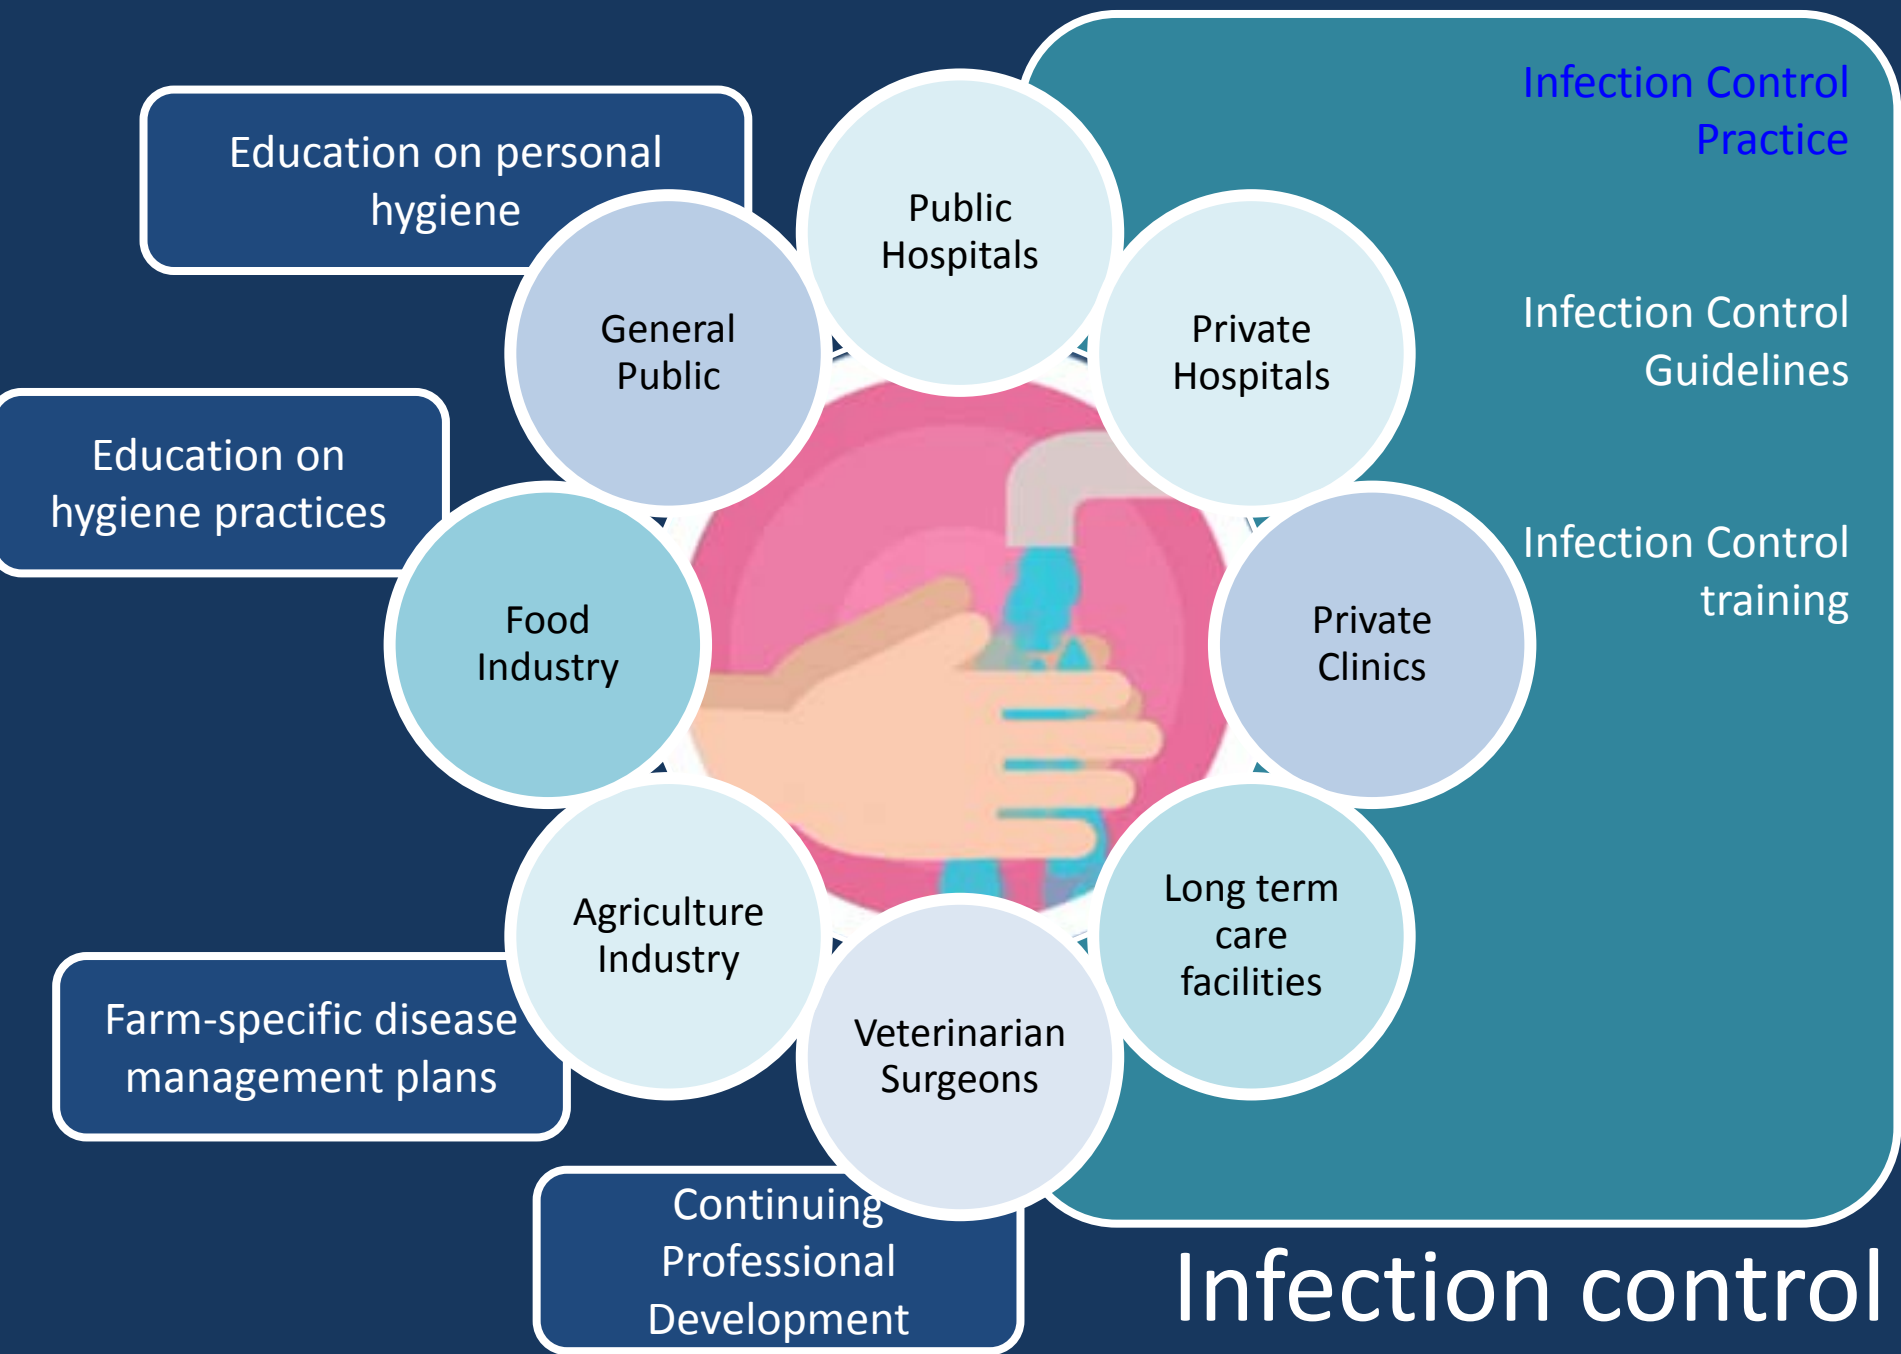 Infection Control
Practice
Education on personal
hygiene
Public
Hospitals
General
Public
Private
Hospitals
Infection Control
Guidelines
Education on
hygiene practices
Infection Control
training
Food
Industry
Private
Clinics
Agriculture
Industry
Long term
care
facilities
Farm-specific disease
management plans
Veterinarian
Surgeons
Continuing
Professional
Development
Infection control